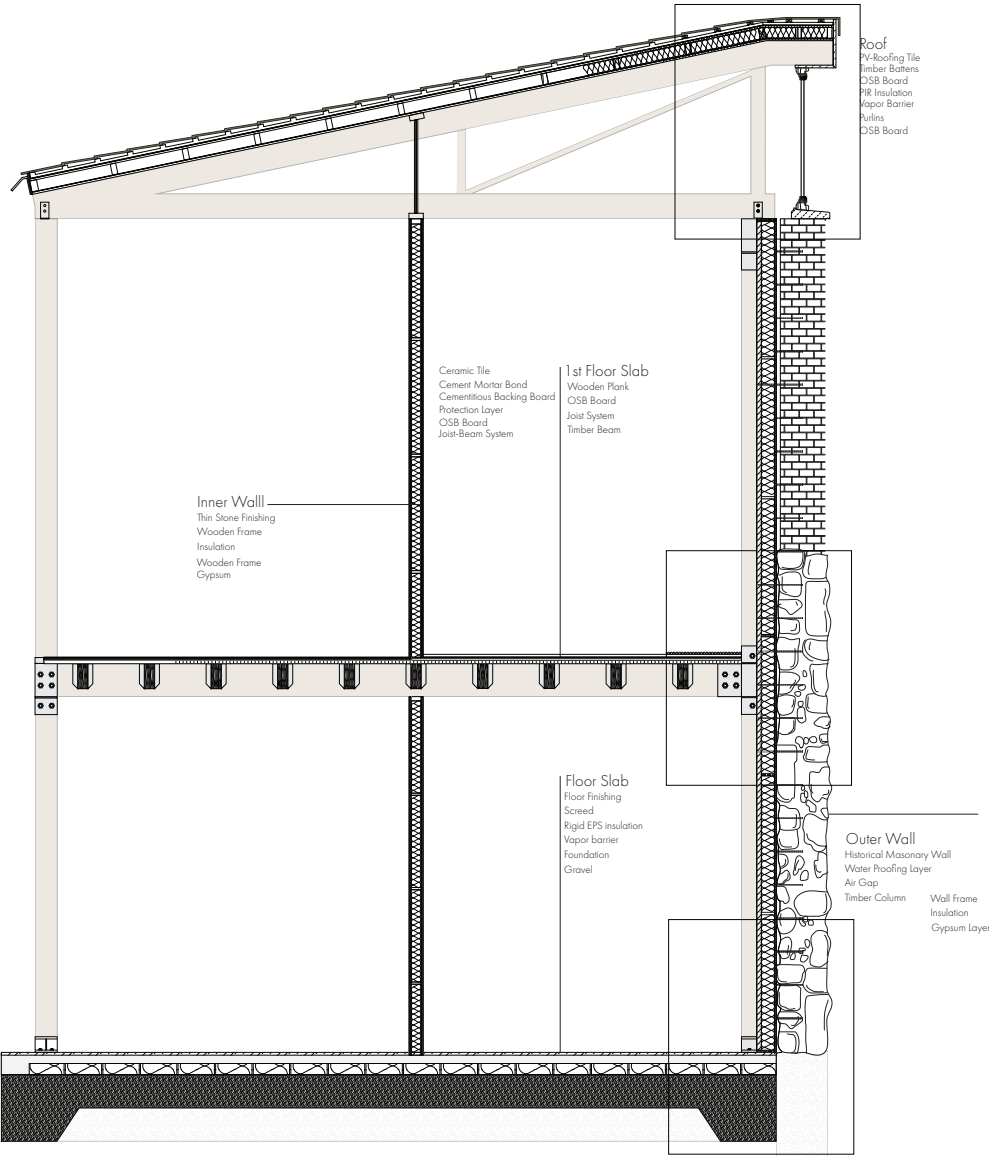 Roof
PV-Roofing Tile
Timber Battens
OSB Board
PIR Insulation
Vapor Barrier
Purlins
OSB Board
Ceramic Tile
Cement Mortar Bond
Cementitious Backing Board
Protection Layer
OSB Board
Joist-Beam System
1st Floor Slab
Wooden Plank
OSB Board
Joist System
Timber Beam
Inner Walll
Thin Stone Finishing
Wooden Frame
Insulation
Wooden Frame
Gypsum
Floor Slab
Floor Finishing
Screed
Rigid EPS insulation
Vapor barrier
Foundation
Gravel
Outer Wall
Historical Masonary Wall
Water Proofing Layer
Air Gap
Timber Column
Wall Frame
Insulation
Gypsum Layer